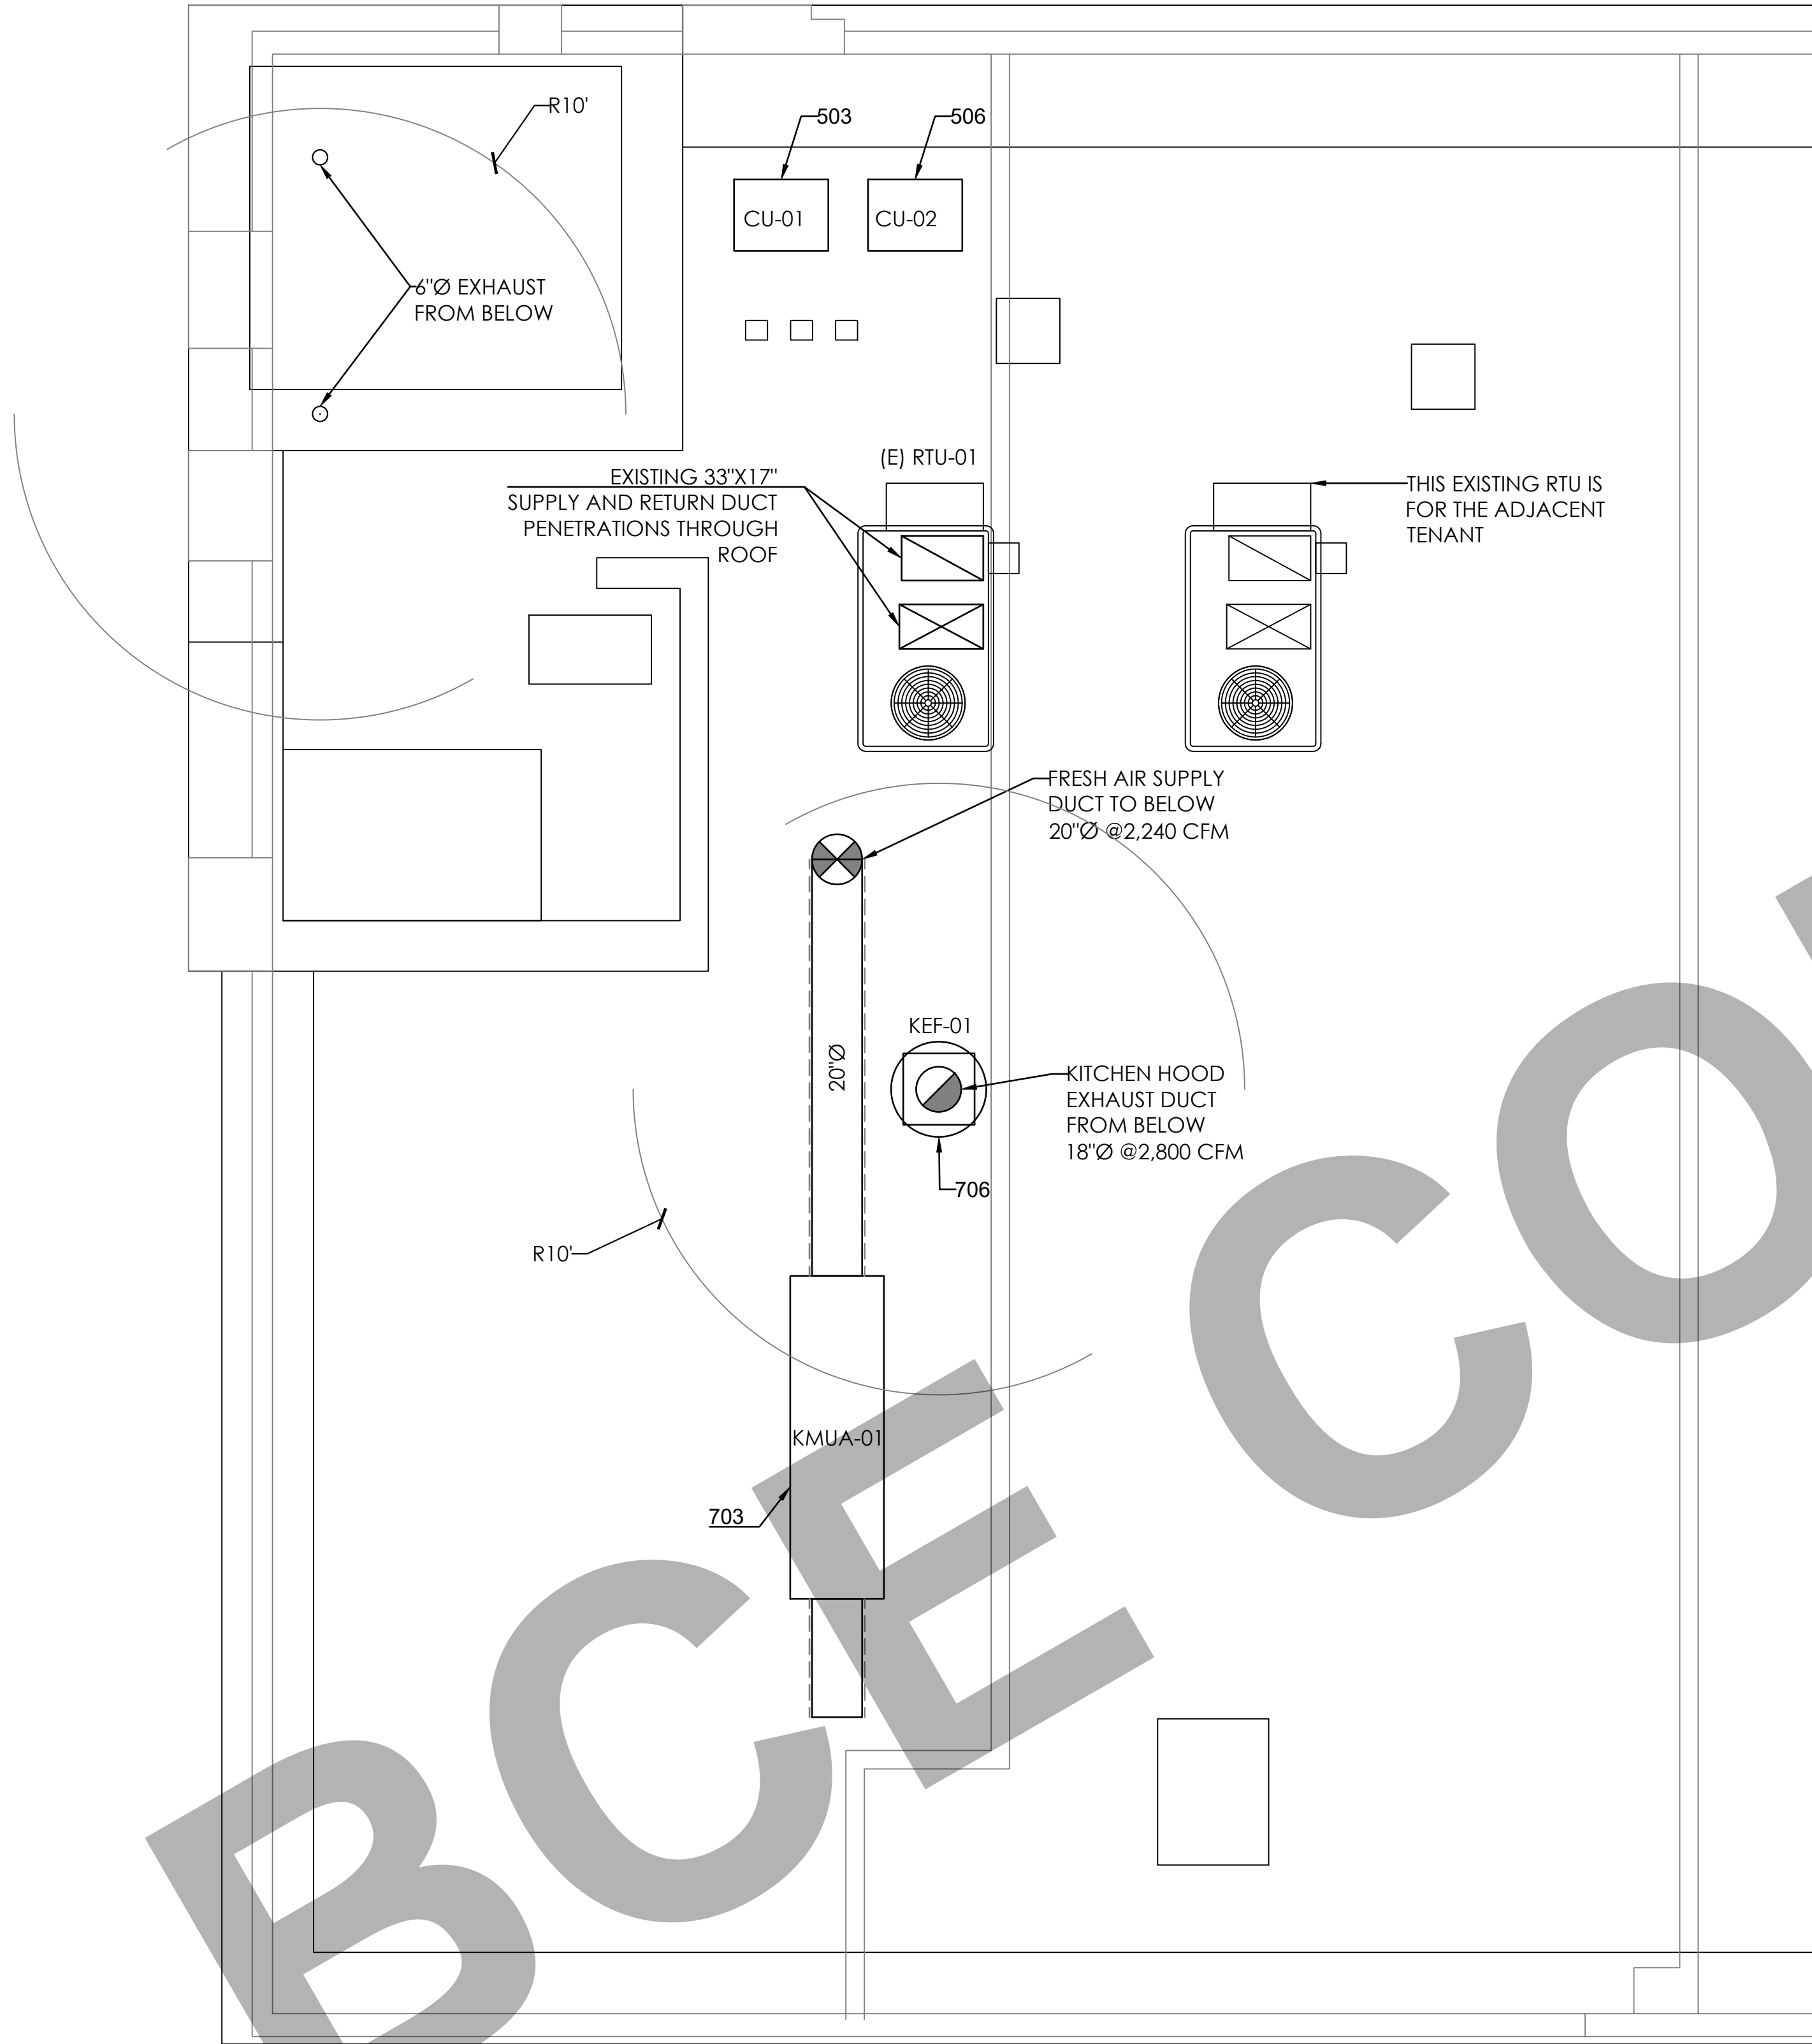 R10'
503
506
CU-01
CU-02
6"Ø EXHAUST
FROM BELOW
(E) RTU-01
EXISTING 33"X17"
SUPPLY AND RETURN DUCT
PENETRATIONS THROUGH
ROOF
THIS EXISTING RTU IS
FOR THE ADJACENT
TENANT
FRESH AIR SUPPLY
DUCT TO BELOW
20"Ø @2,240 CFM
20"Ø
KEF-01
KITCHEN HOOD
EXHAUST DUCT
FROM BELOW
18"Ø @2,800 CFM
706
R10'
KMUA-01
703
BCE CO